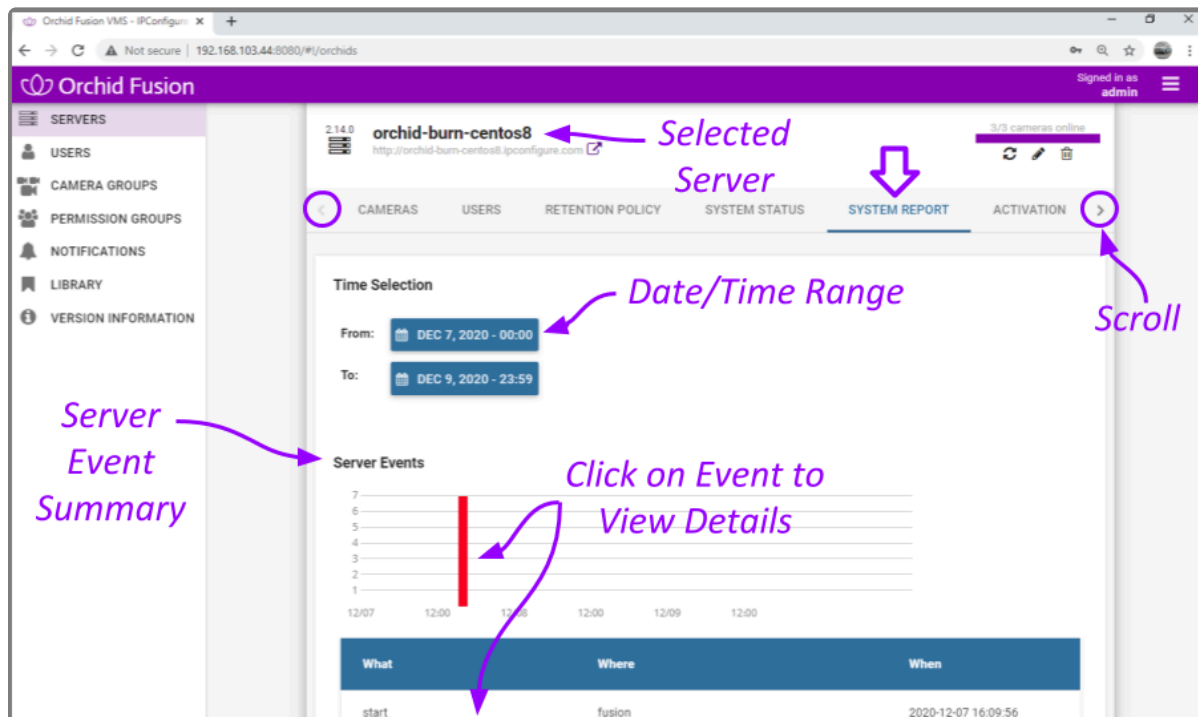 Orchid Fusion VMS - IPConfigure
Not secure | 192.168.103.44:8080/#!/orchids
Orchid Fusion
Signed in as
admin
SERVERS
USERS
CAMERA GROUPS
PERMISSION GROUPS
NOTIFICATIONS
LIBRARY
VERSION INFORMATION
2.14.0
orchid-burn-centos8
http://orchid-burn-centos8.ipconfigure.com
Selected
Server
3/3 cameras online
CAMERAS USERS RETENTION POLICY SYSTEM STATUS SYSTEM REPORT ACTIVATION
Scroll
Time Selection
Date/Time Range
From: DEC 7, 2020 - 00:00
To: DEC 9, 2020 - 23:59
Server
Event
Summary
Server Events
Click on Event to
View Details
7
6
5
4
3
2
1
12/07 12:00 12/08 12:00 12/09 12:00
What Where When
start fusion 2020-12-07 16:09:56